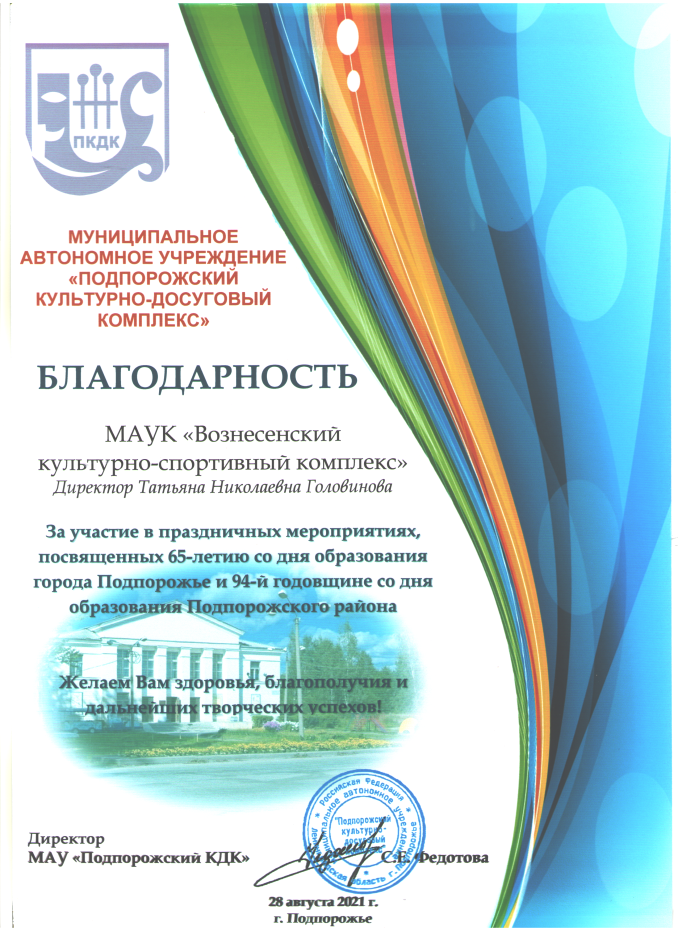 ПКДК
МУНИЦИПАЛЬНОЕ
АВТОНОМНОЕ УЧРЕЖДЕНИЕ
«ПОДПОРОЖСКИЙ
КУЛЬТУРНО-ДОСУГОВЫЙ
КОМПЛЕКС»
БЛАГОДАРНОСТЬ
МАУК «Вознесенский
культурно-спортивный комплекс»
Директор Татьяна Николаевна Головинова
За участие в праздничных мероприятиях,
посвященных 65-летию со дня образования
города Подпорожье и 94-й годовщине со дня
образования Подпорожского района
Желаем Вам здоровья, благополучия и
дальнейших творческих успехов!
Российская Федерация
муниципальное автономное учреждение
область г. Подпорожье
"Подпорожский
культурно-
досуговый
Директор
МАУ «Подпорожский КДК»
С.Е. Федотова
28 августа 2021 г.
г. Подпорожье